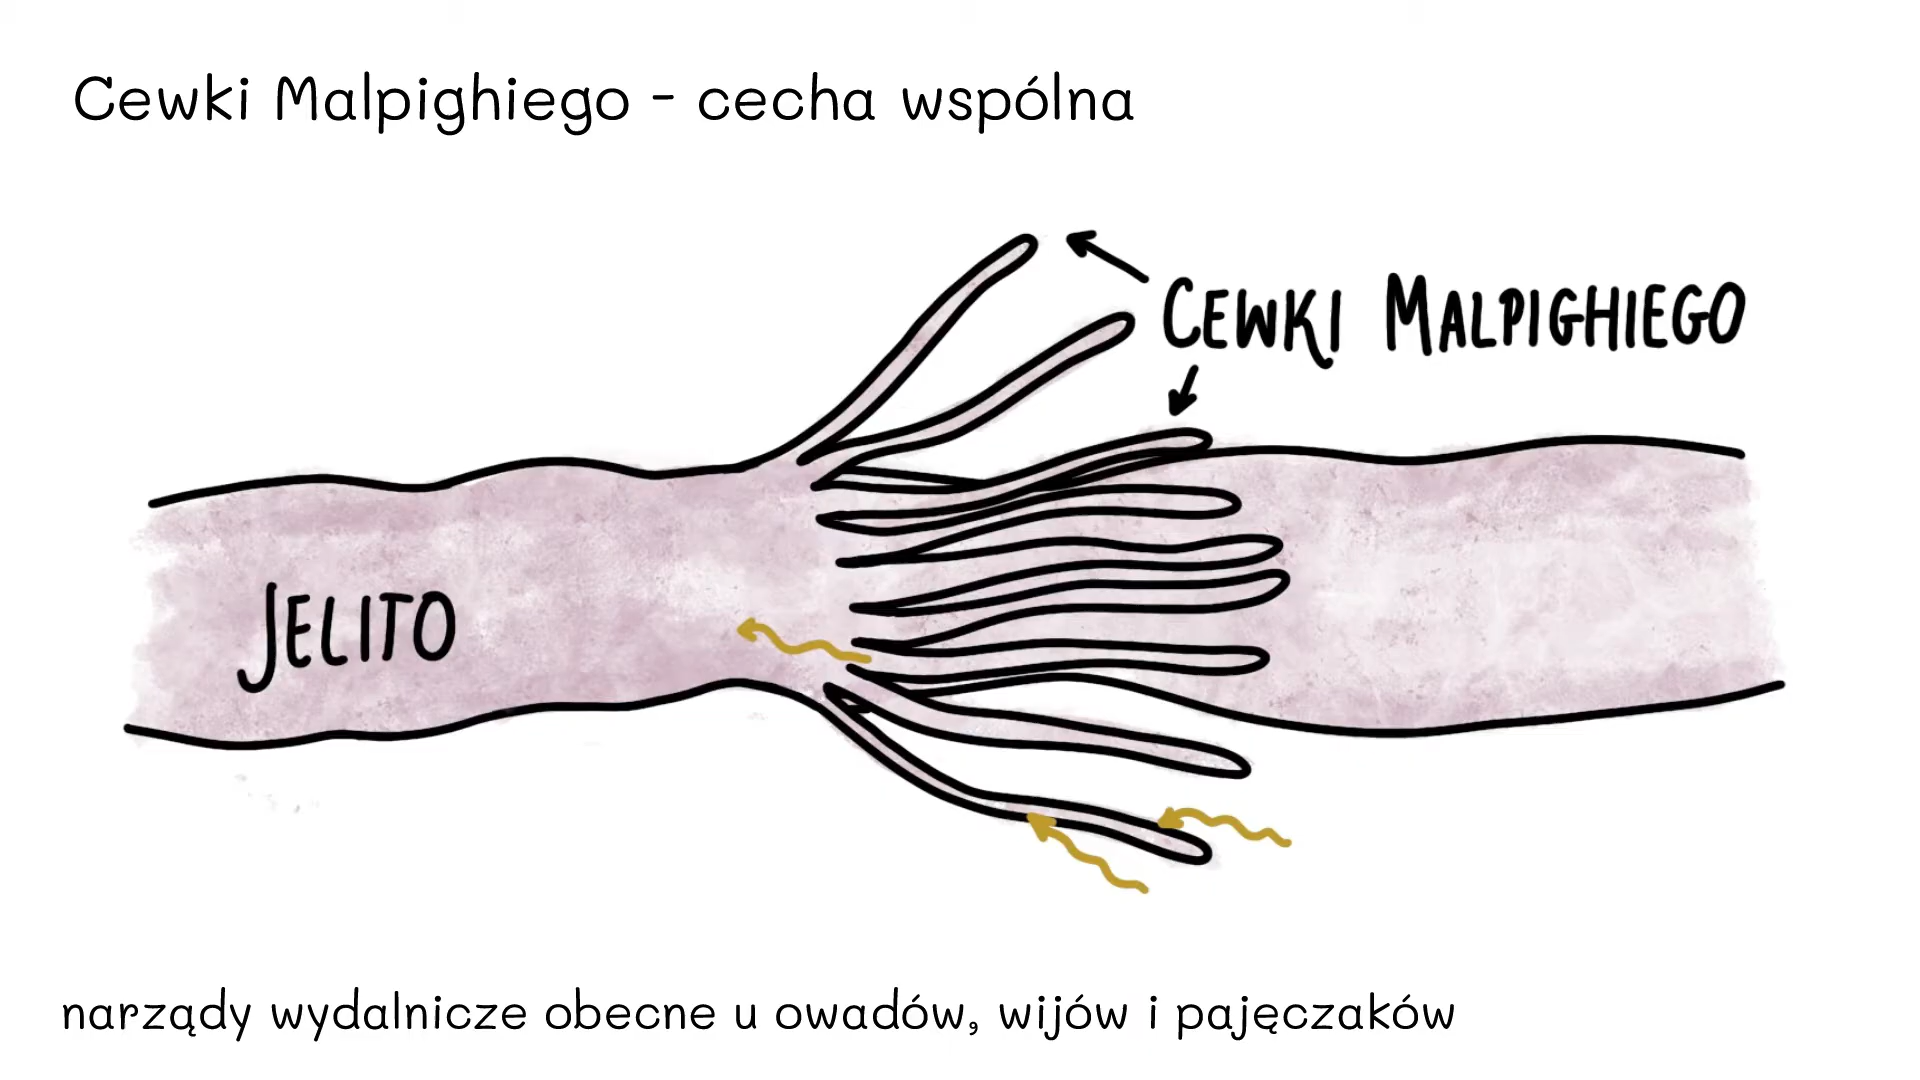 Cewki Malpighiego - cecha wspólna
CEWKI MALPIGHIEGO
JELITO
narządy wydalnicze obecne u owadów, wijów i pajęczaków